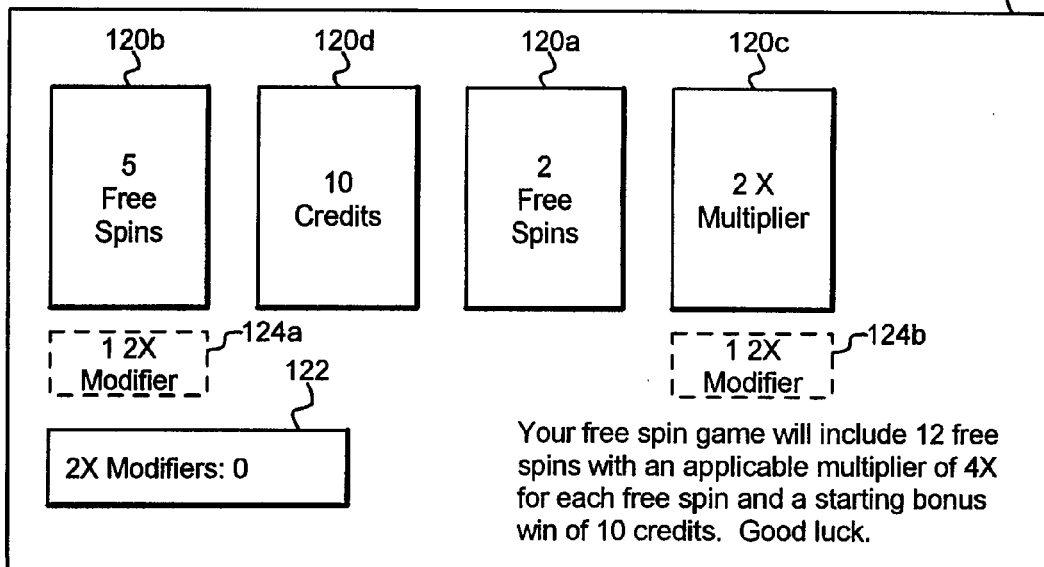 120b 120d 120a 120c
5
Free
Spins
10
Credits
2
Free
Spins
2 X
Multiplier
1 2X
Modifier
124a
1 2X
Modifier
124b
122
2X Modifiers: 0
Your free spin game will include 12 free
spins with an applicable multiplier of 4X
for each free spin and a starting bonus
win of 10 credits. Good luck.